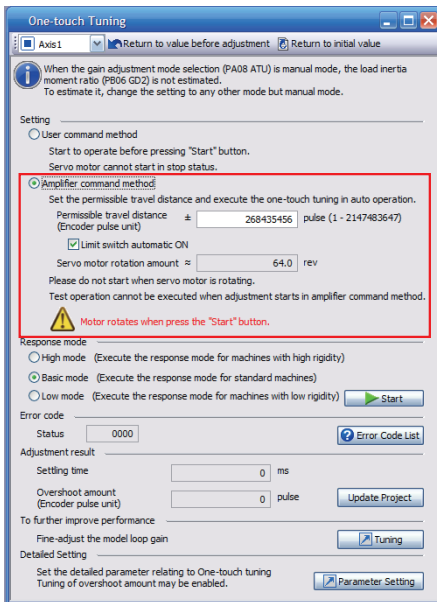 One-touch Tuning
Axis1 Return to value before adjustment Return to initial value
When the gain adjustment mode selection (PA08 ATU) is manual mode, the load inertia
moment ratio (PB06 GD2) is not estimated.
To estimate it, change the setting to any other mode but manual mode.
Setting
User command method
Start to operate before pressing "Start" button.
Servo motor cannot start in stop status.
Amplifier command method
Set the permissible travel distance and execute the one-touch tuning in auto operation.
Permissible travel distance ± 268435456 pulse (1 - 2147483647)
(Encoder pulse unit)
Limit switch automatic ON
Servo motor rotation amount ≈ 64.0 rev
Please do not start when servo motor is rotating.
Test operation cannot be executed when adjustment starts in amplifier command method.
Motor rotates when press the "Start" button.
Response mode
High mode (Execute the response mode for machines with high rigidity)
Basic mode (Execute the response mode for standard machines)
Low mode (Execute the response mode for machines with low rigidity) Start
Error code
Status 0000 Error Code List
Adjustment result
Settling time 0 ms
Overshoot amount 0 pulse Update Project
(Encoder pulse unit)
To further improve performance
Fine-adjust the model loop gain Tuning
Detailed Setting
Set the detailed parameter relating to One-touch tuning
Tuning of overshoot amount may be enabled. Parameter Setting